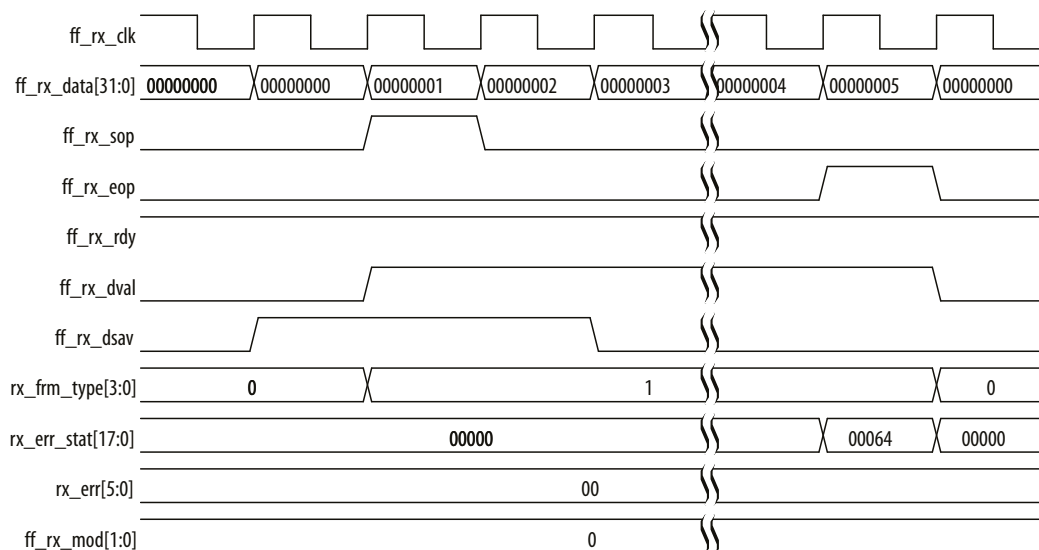 ff_rx_clk
ff_rx_data[31:0] 00000000 00000000 00000001 00000002 00000003 00000004 00000005 00000000
ff_rx_sop
ff_rx_eop
ff_rx_rdy
ff_rx_dval
ff_rx_dsav
rx_frm_type[3:0] 0 1 0
rx_err_stat[17:0] 00000 00064 00000
rx_err[5:0] 00
ff_rx_mod[1:0] 0